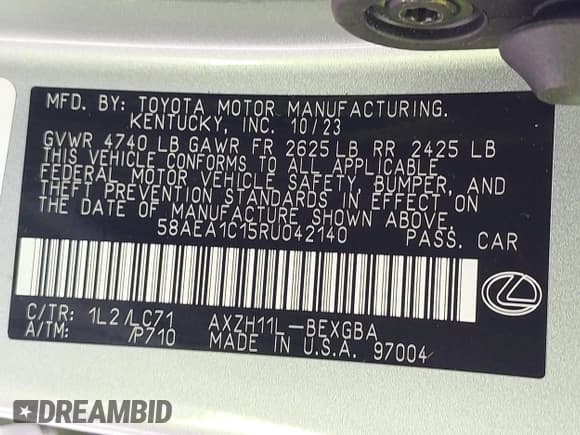 MFD. BY: TOYOTA MOTOR MANUFACTURING.
KENTUCKY, INC. 10/23
GVWR 4740 LB GAWR FR 2625 LB RR 2425 LB
THIS VEHICLE CONFORMS TO ALL APPLICABLE
FEDERAL MOTOR VEHICLE SAFETY, BUMPER, AND
THEFT PREVENTION STANDARDS IN EFFECT ON
THE DATE OF MANUFACTURE SHOWN ABOVE.
58AEA1C15RU042140 PASS. CAR
C/TR: 1L2/LC71 AXZH11L-BEXGBA
A/TM: /P710 MADE IN U.S.A. 97004
DREAMBID